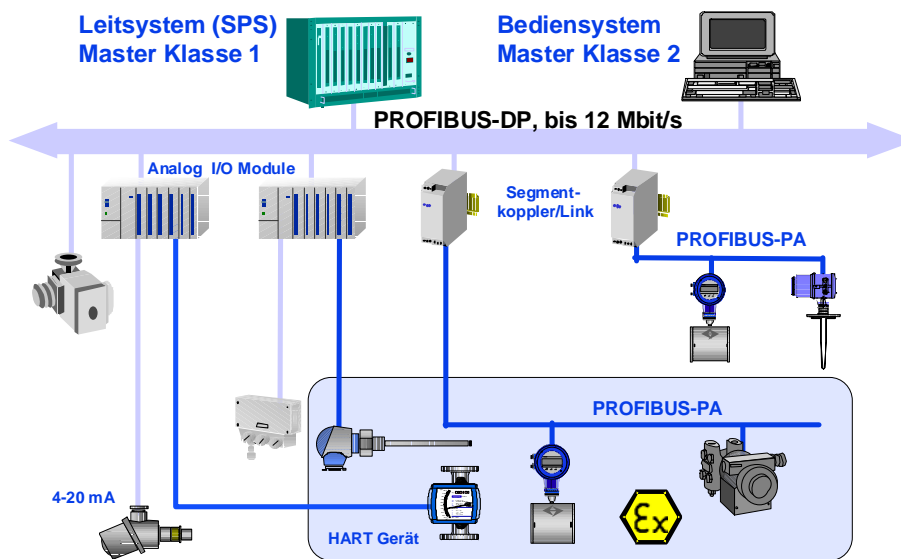 Leitsystem (SPS)
Master Klasse 1
Bediensystem
Master Klasse 2
PROFIBUS-DP, bis 12 Mbit/s
Analog I/O Module
Segment-
koppler/Link
PROFIBUS-PA
PROFIBUS-PA
4-20 mA
HART Gerät
Ex